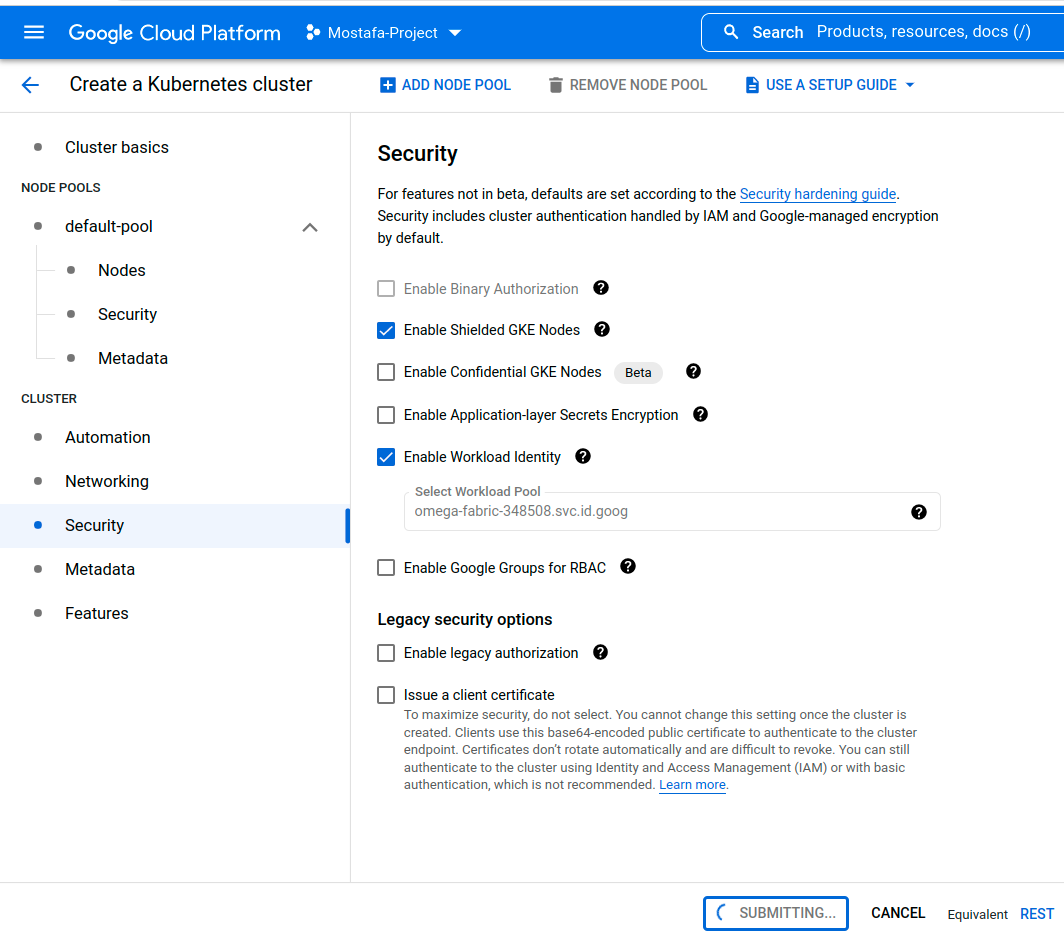 Google Cloud Platform
Mostafa-Project
Search Products, resources, docs (/)
Create a Kubernetes cluster
ADD NODE POOL
REMOVE NODE POOL
USE A SETUP GUIDE
Cluster basics
NODE POOLS
default-pool
Nodes
Security
Metadata
CLUSTER
Automation
Networking
Security
Metadata
Features
Security
For features not in beta, defaults are set according to the Security hardening guide.
Security includes cluster authentication handled by IAM and Google-managed encryption
by default.
Enable Binary Authorization
Enable Shielded GKE Nodes
Enable Confidential GKE Nodes Beta
Enable Application-layer Secrets Encryption
Enable Workload Identity
Select Workload Pool
omega-fabric-348508.svc.id.goog
Enable Google Groups for RBAC
Legacy security options
Enable legacy authorization
Issue a client certificate
To maximize security, do not select. You cannot change this setting once the cluster is
created. Clients use this base64-encoded public certificate to authenticate to the cluster
endpoint. Certificates don’t rotate automatically and are difficult to revoke. You can still
authenticate to the cluster using Identity and Access Management (IAM) or with basic
authentication, which is not recommended. Learn more.
SUBMITTING...
CANCEL
Equivalent REST